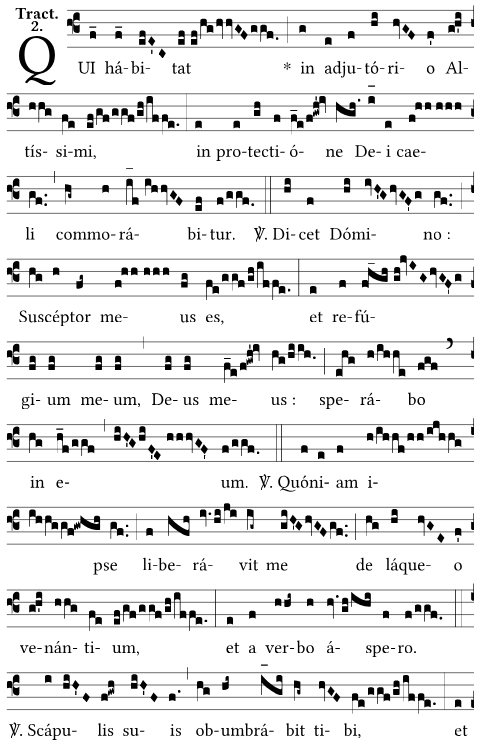 Tract.
2.
QUI há- bi- tat * in adju- tó- ri- o Al-
tís- si- mi, in pro- tecti- ó- ne De- i cae-
li commo- rá- bi- tur. ℣. Di- cet Dómi- no :
Suscéptor me- us es, et re- fú-
gi- um me- um, De- us me- us : spe- rá- bo
in e- um. ℣. Quóni- am i-
pse li- be- rá- vit me de láque- o
ve- nán- ti- um, et a ver- bo á- spe- ro.
℣. Scápu- lis su- is ob- umbrá- bit ti- bi, et